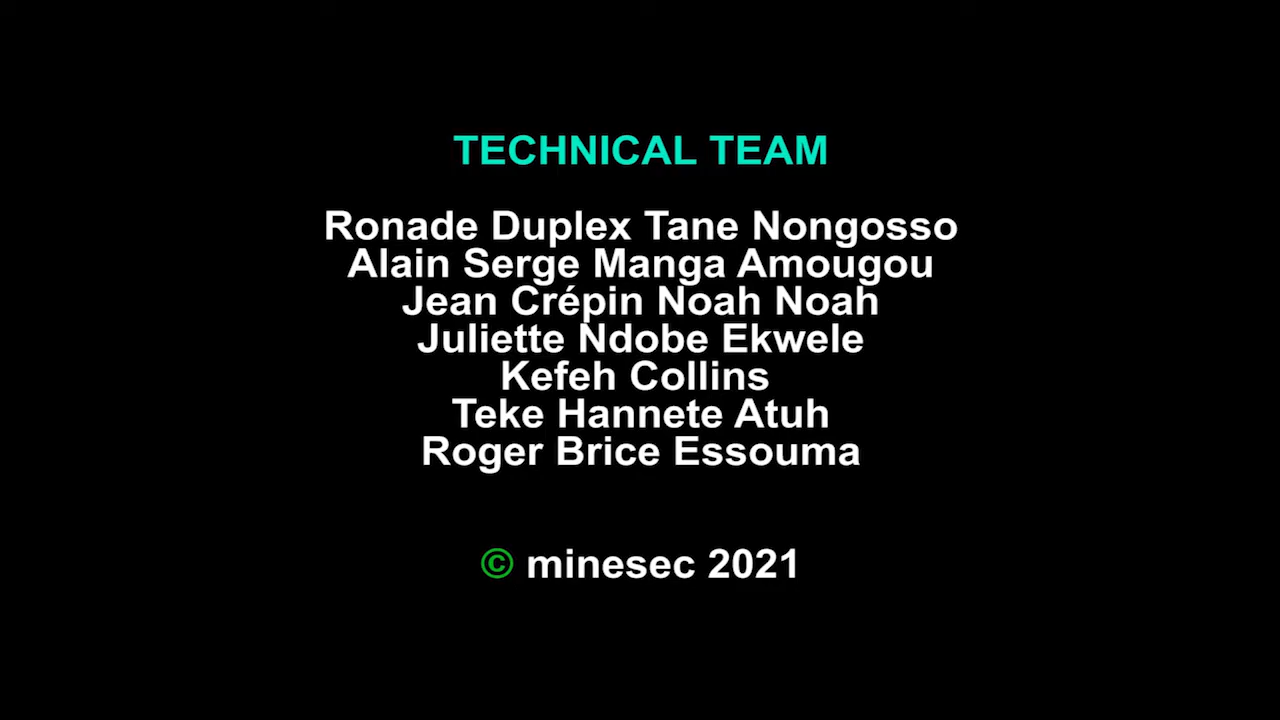 TECHNICAL TEAM
Ronade Duplex Tane Nongosso
Alain Serge Manga Amougou
Jean Crépin Noah Noah
Juliette Ndobe Ekwele
Kefeh Collins
Teke Hannete Atuh
Roger Brice Essouma
© minesec 2021